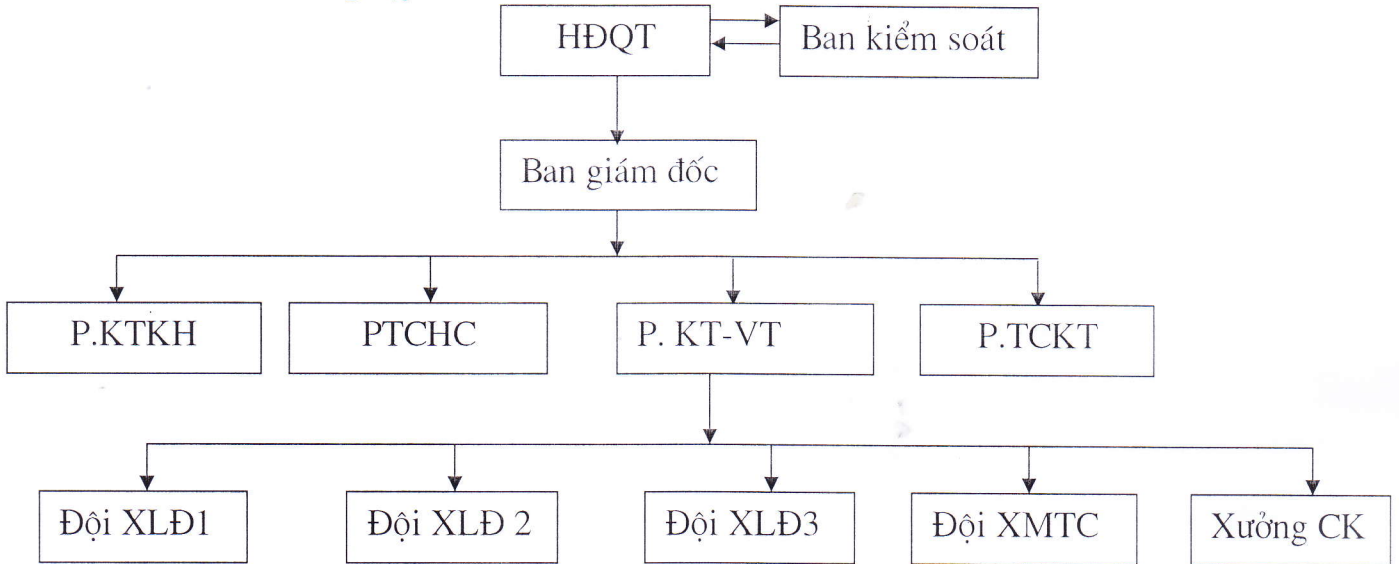 HĐQT
Ban kiểm soát
Ban giám đốc
P.KTKH
PTCHC
P. KT-VT
P.TCKT
Đội XLĐ1
Đội XLĐ 2
Đội XLĐ3
Đội XMTC
Xưởng CK